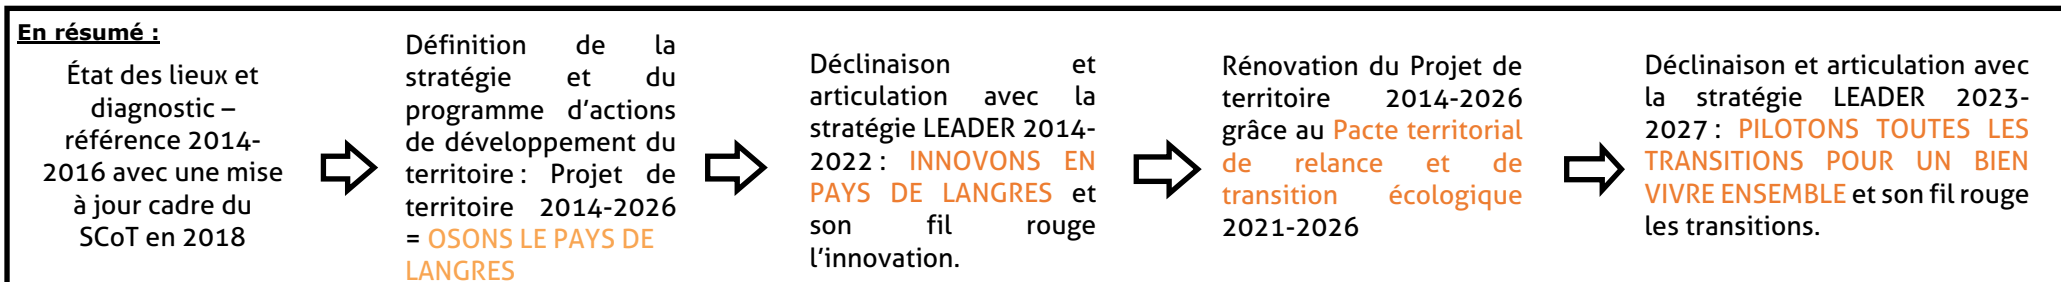 En résumé :
État des lieux et
diagnostic –
référence 2014-
2016 avec une mise
à jour cadre du
SCoT en 2018
Définition de la
stratégie et du
programme d'actions
de développement du
territoire : Projet de
territoire 2014-2026
= OSONS LE PAYS DE
LANGRES
Déclinaison et
articulation avec la
stratégie LEADER 2014-
2022 : INNOVONS EN
PAYS DE LANGRES et
son fil rouge
l'innovation.
Rénovation du Projet de
territoire 2014-2026
grâce au Pacte territorial
de relance et de
transition écologique
2021-2026
Déclinaison et articulation avec
la stratégie LEADER 2023-
2027 : PILOTONS TOUTES LES
TRANSITIONS POUR UN BIEN
VIVRE ENSEMBLE et son fil rouge
les transitions.